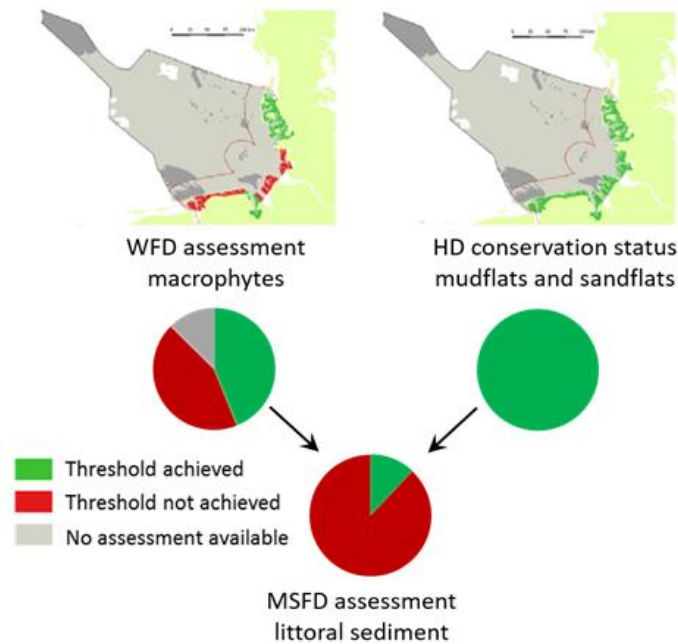 WFD assessment
macrophytes
HD conservation status
mudflats and sandflats
Threshold achieved
Threshold not achieved
No assessment available
MSFD assessment
littoral sediment